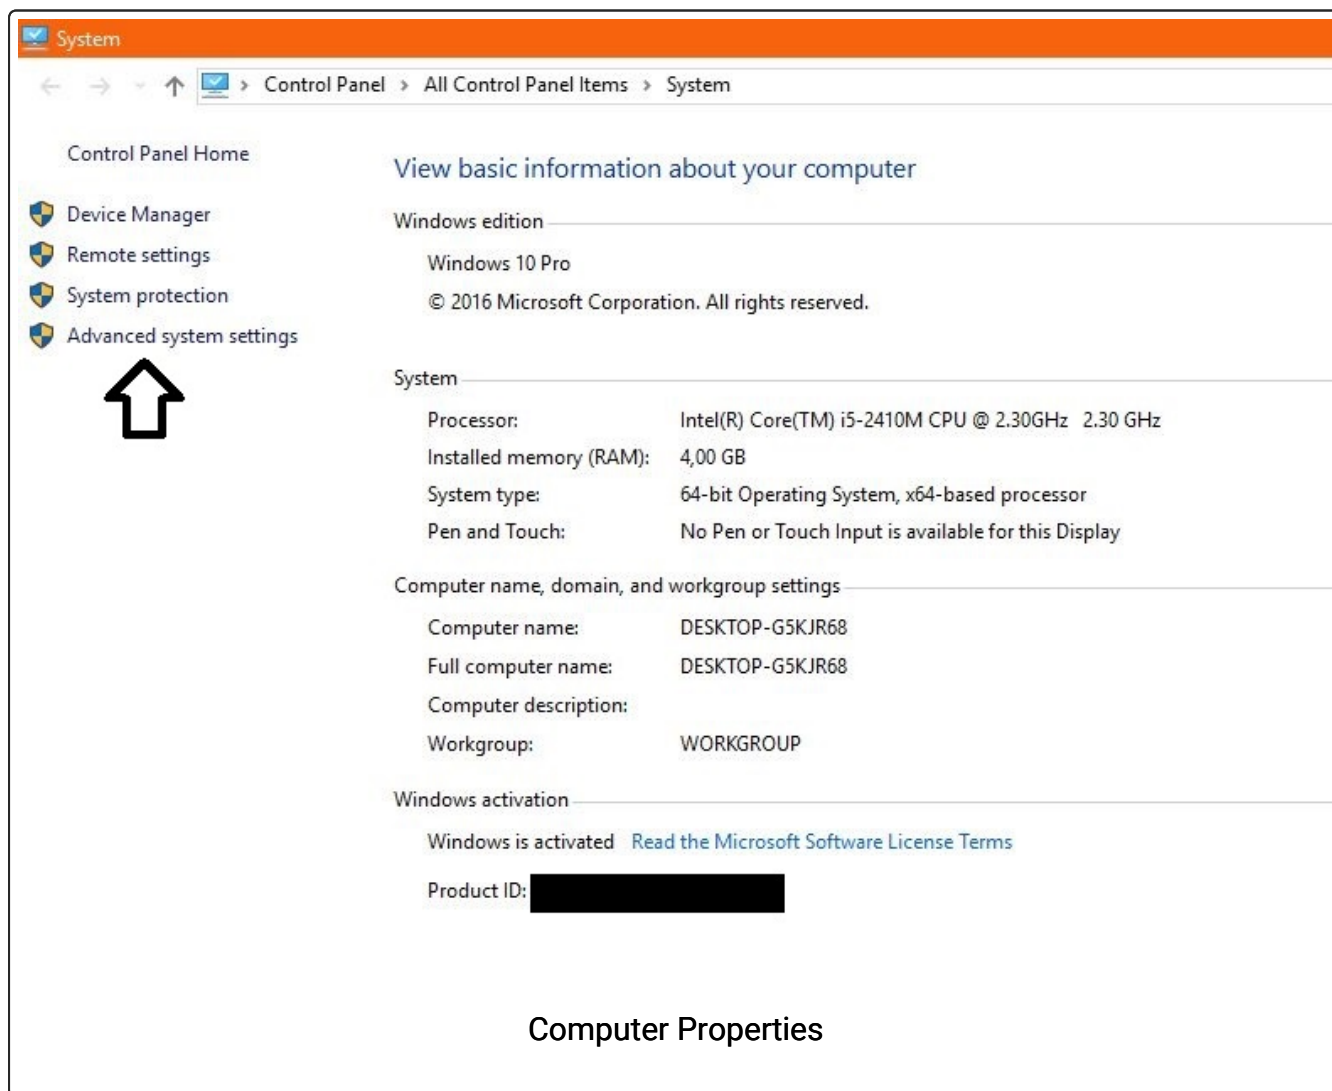 System
Control Panel > All Control Panel Items > System
Control Panel Home
Device Manager
Remote settings
System protection
Advanced system settings
View basic information about your computer
Windows edition
Windows 10 Pro
© 2016 Microsoft Corporation. All rights reserved.
System
Processor: Intel(R) Core(TM) i5-2410M CPU @ 2.30GHz 2.30 GHz
Installed memory (RAM): 4,00 GB
System type: 64-bit Operating System, x64-based processor
Pen and Touch: No Pen or Touch Input is available for this Display
Computer name, domain, and workgroup settings
Computer name: DESKTOP-G5KJR68
Full computer name: DESKTOP-G5KJR68
Computer description:
Workgroup: WORKGROUP
Windows activation
Windows is activated Read the Microsoft Software License Terms
Product ID:
Computer Properties